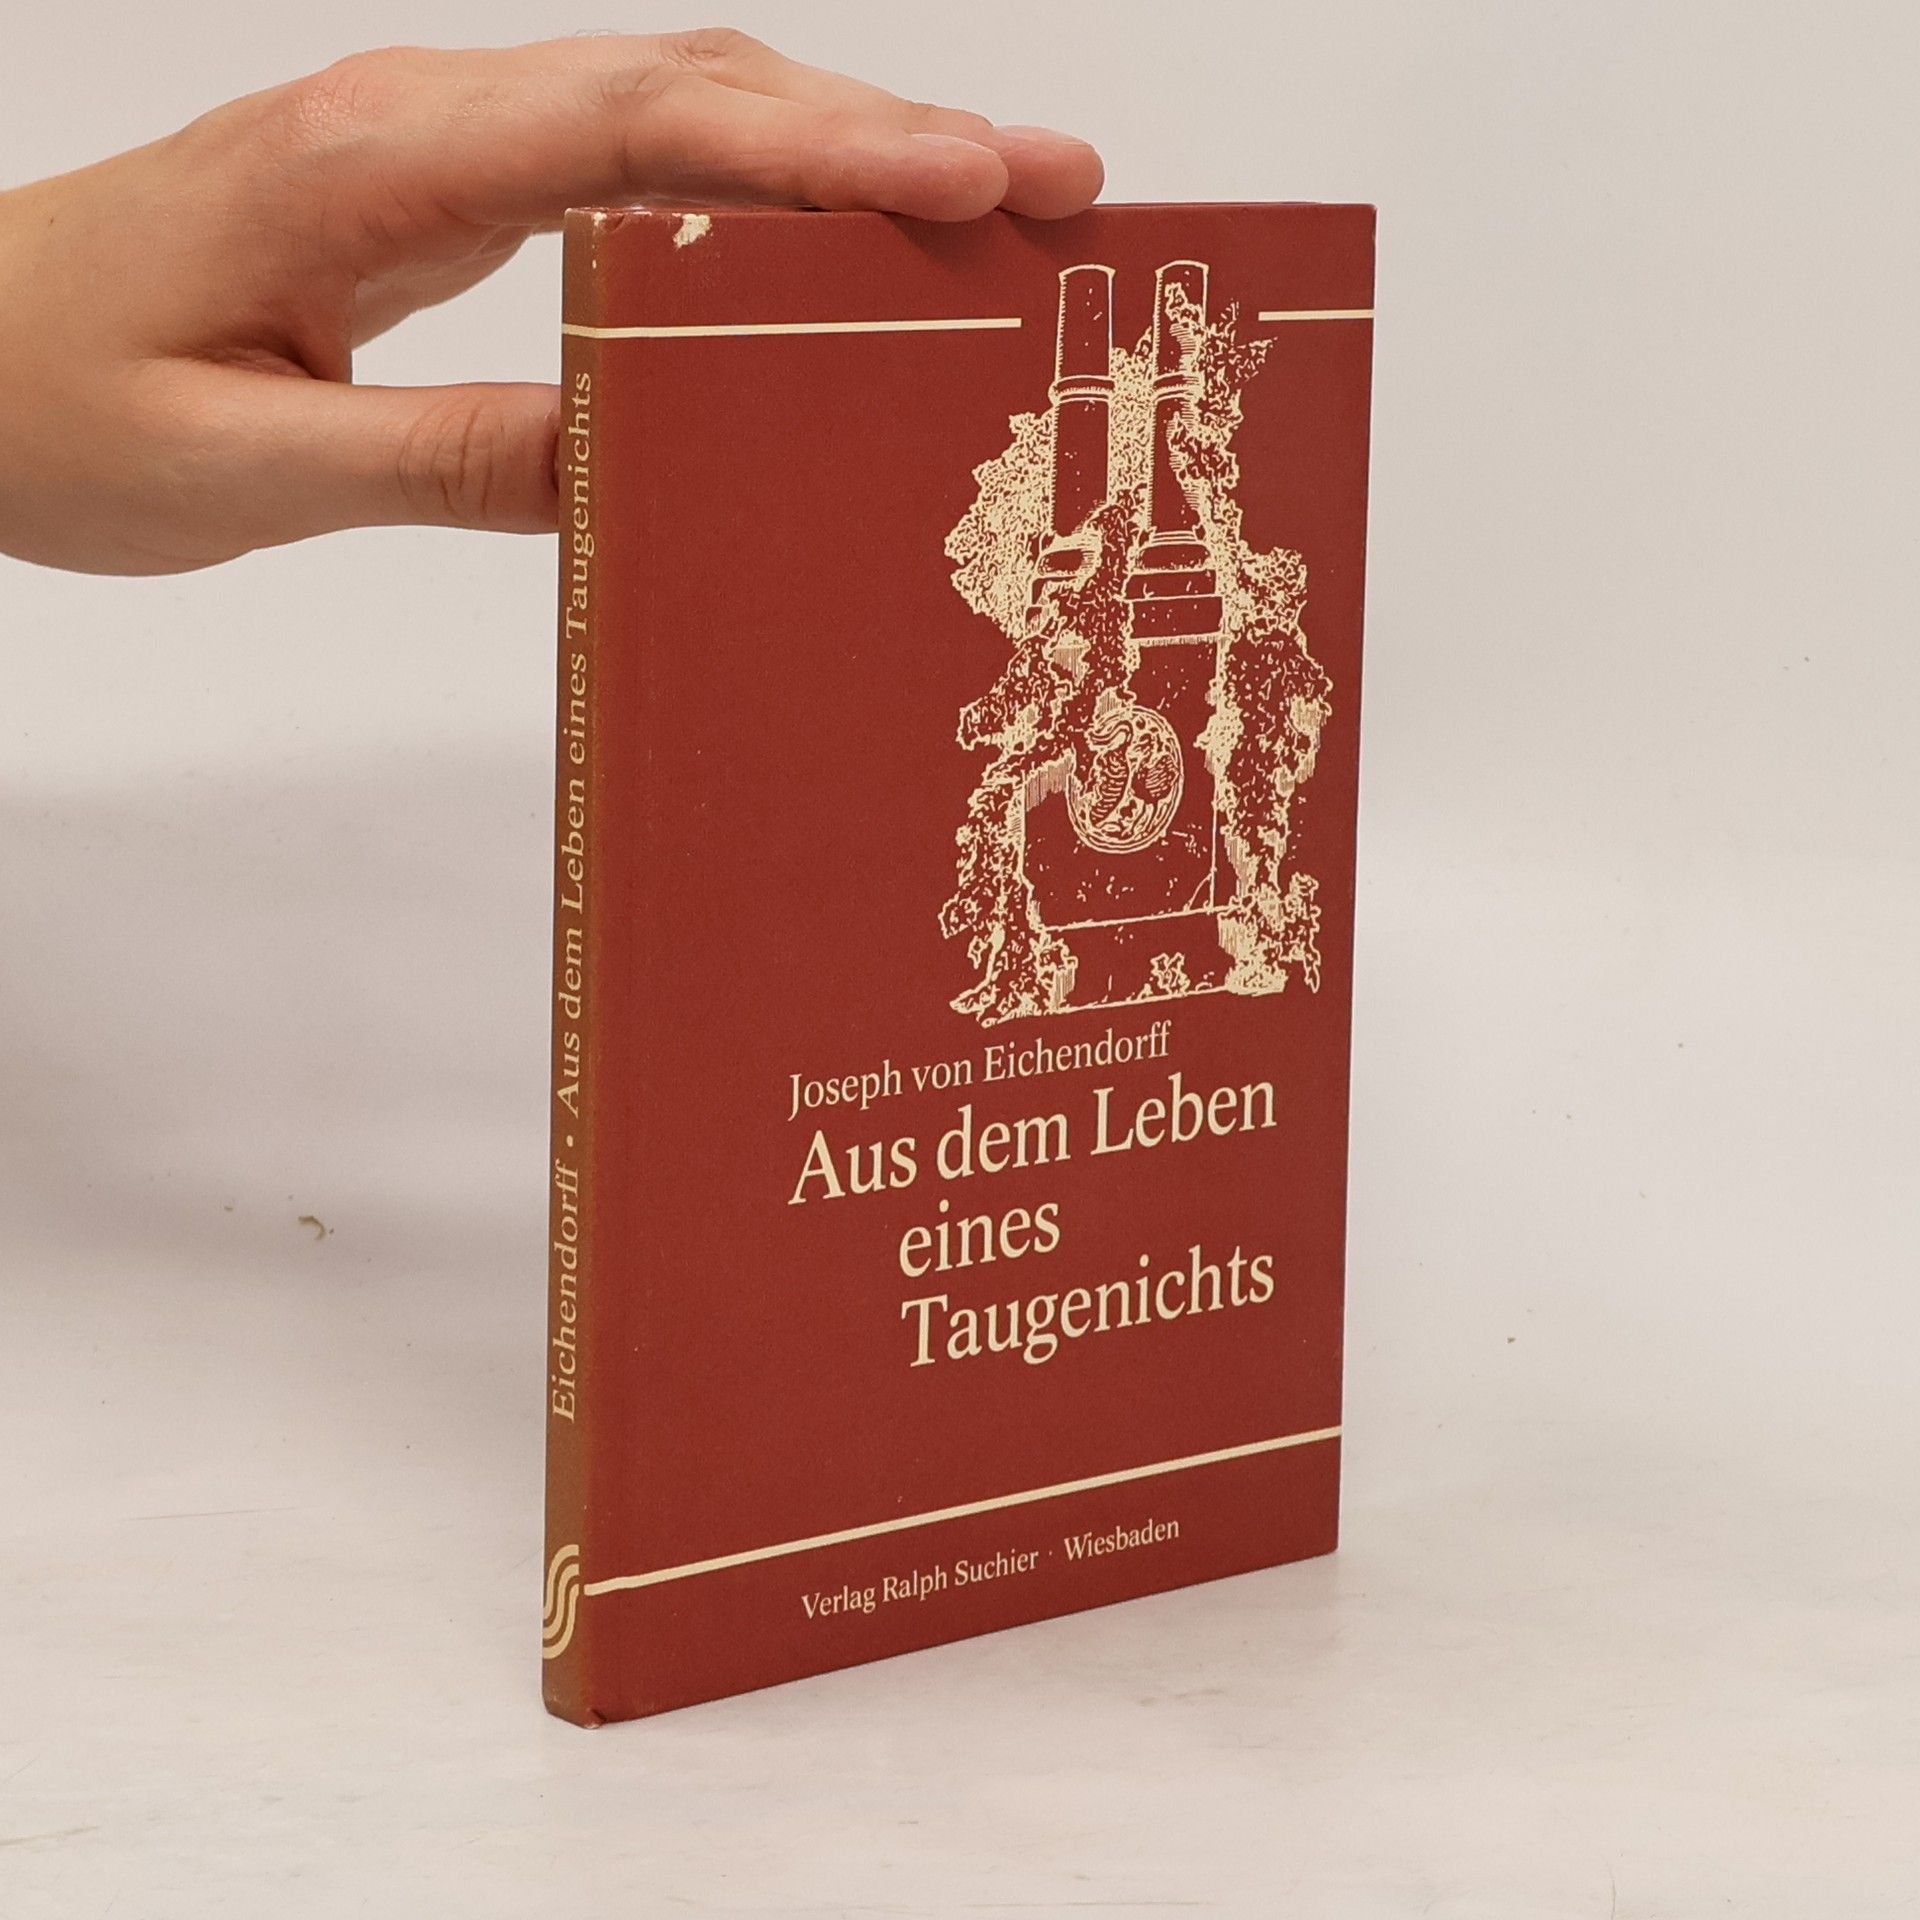 Eichendorff • Aus dem Leben eines Taugenichts
Joseph von Eichendorff
Aus dem Leben
eines
Taugenichts
Verlag Ralph Suchier · Wiesbaden